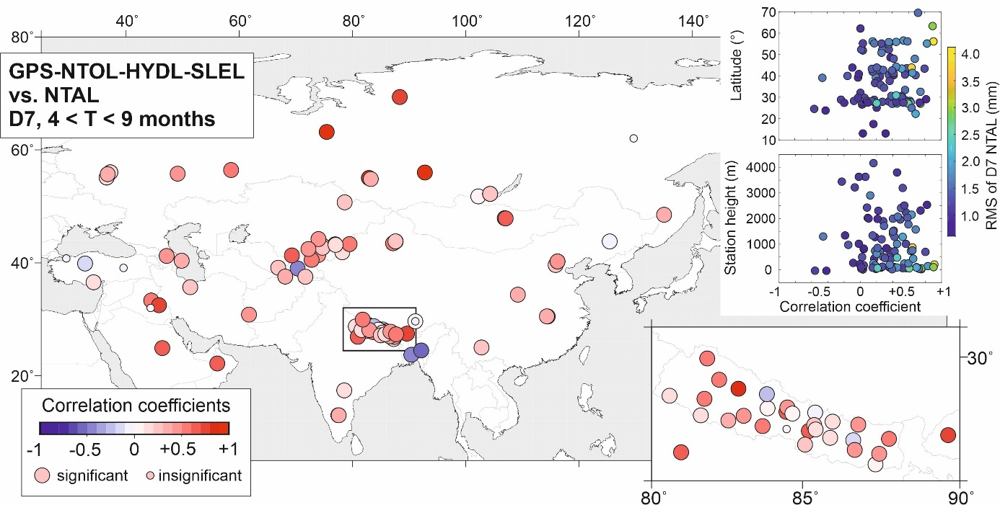 40° 60° 80° 100° 120° 140°
80°
60°
40°
20°
GPS-NTOL-HYDL-SLEL
vs. NTAL
D7, 4 < T < 9 months
Correlation coefficients
-1 -0.5 0 +0.5 +1
significant insignificant
70
60
50
40
30
20
10
Latitude (°)
4000
3000
2000
1000
0
Station height (m)
-1 -0.5 0 +0.5 +1
Correlation coefficient
4.0
3.5
3.0
2.5
2.0
1.5
1.0
RMS of D7 NTAL (mm)
30°
80° 85° 90°